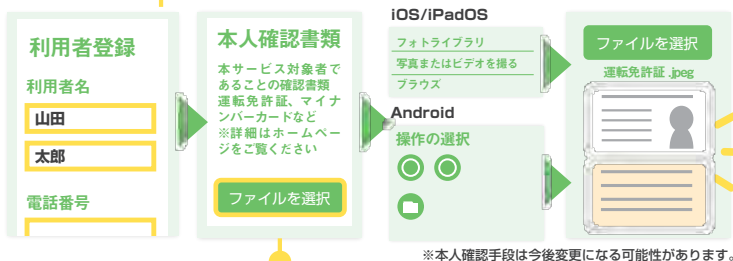 利用者登録
利用者名
山田
太郎
電話番号
本人確認書類
本サービス対象者で
あることの確認書類
運転免許証、マイナ
ンバーカードなど
※詳細はホームペー
ジをご覧ください
ファイルを選択
iOS/iPadOS
フォトライブラリ
写真またはビデオを撮る
ブラウズ
Android
操作の選択
ファイルを選択
運転免許証.jpeg
※本人確認手段は今後変更になる可能性があります。